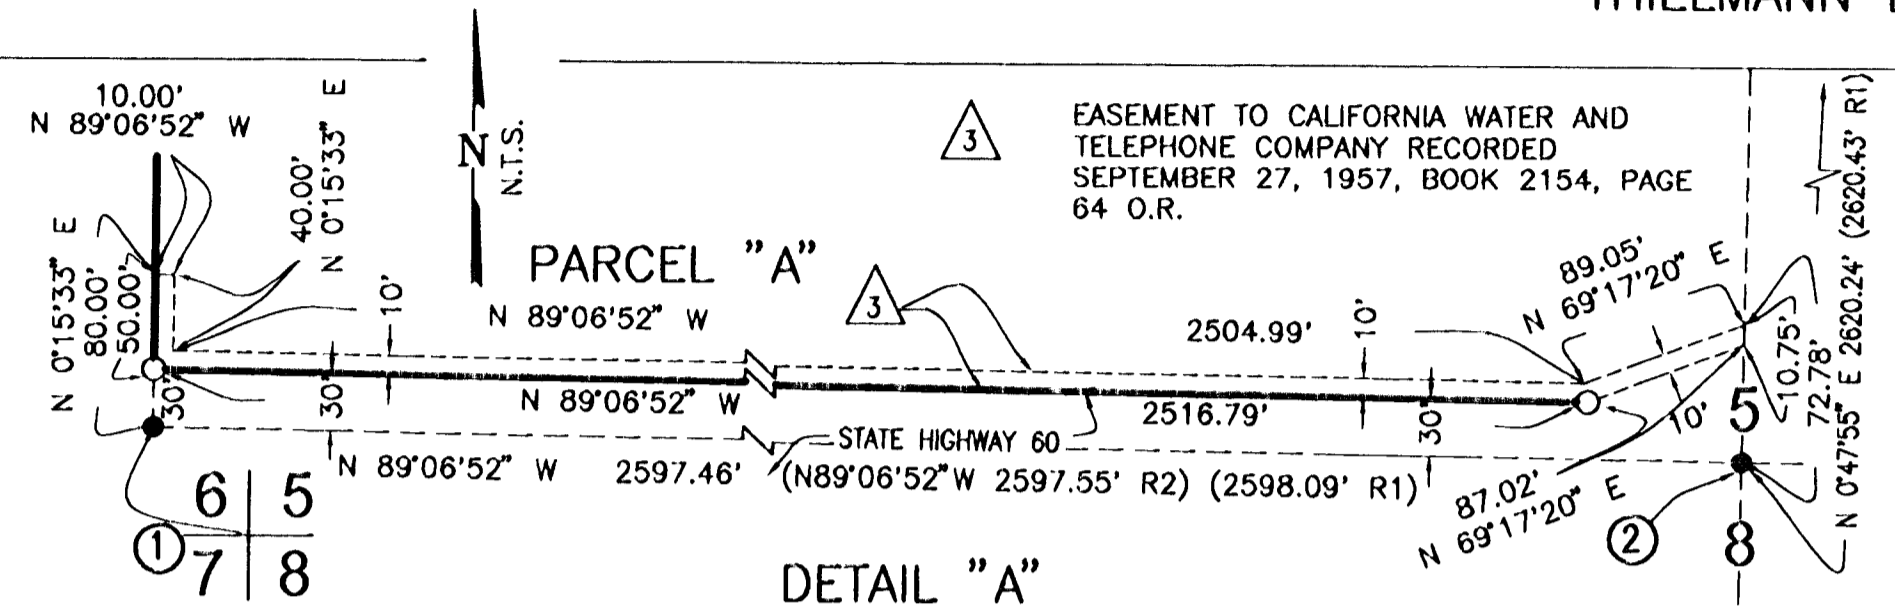 10.00'
N 89°06'52" W
N 0°15'33" E
80.00'
50.00'
40.00'
N 0°15'33" E
N
N.T.S.
3
EASEMENT TO CALIFORNIA WATER AND
TELEPHONE COMPANY RECORDED
SEPTEMBER 27, 1957, BOOK 2154, PAGE
64 O.R.
PARCEL "A"
N 89°06'52" W
3
10'
2504.99'
10'
89.05'
N 69°17'20" E
10.75'
72.78'
N 0°47'55" E 2620.24' (2620.43' R1)
30'
30'
N 89°06'52" W
2516.79'
30'
10'
5
STATE HIGHWAY 60
N 89°06'52" W 2597.46' (N89°06'52"W 2597.55' R2) (2598.09' R1)
87.02'
N 69°17'20" E
6 5
1
7 8
2
8
DETAIL "A"